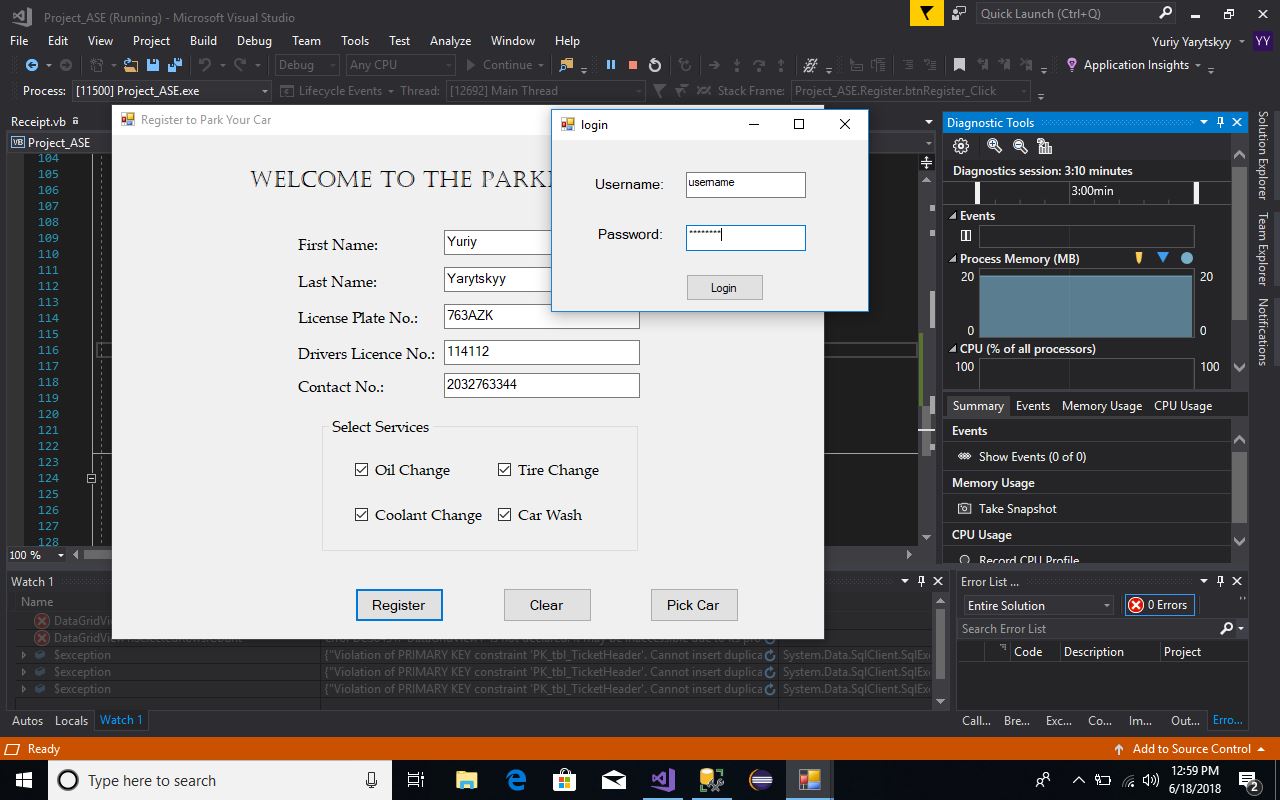 Project_ASE (Running) - Microsoft Visual Studio
Quick Launch (Ctrl+Q)
File Edit View Project Build Debug Team Tools Test Analyze Window Help
Yuriy Yarytskyy YY
Debug Any CPU Continue Application Insights
Process: [11500] Project_ASE.exe Lifecycle Events Thread: [12692] Main Thread Stack Frame: Project_ASE.Register.btnRegister_Click
Receipt.vb
VB Project_ASE
104
105
106
107
108
109
110
111
112
113
114
115
116
117
118
119
120
121
122
123
124
125
126
127
128
100 %
Register to Park Your Car
WELCOME TO THE
First Name: Yuriy
Last Name: Yarytskyy
License Plate No.: 763AZK
Drivers Licence No.: 114112
Contact No.: 2032763344
Select Services
Oil Change Tire Change
Coolant Change Car Wash
Register Clear Pick Car
login
Username: username
Password: ********
Login
Diagnostic Tools
Diagnostics session: 3:10 minutes
3:00min
Events
Process Memory (MB)
20 20
0 0
CPU (% of all processors)
100 100
Summary Events Memory Usage CPU Usage
Events
Show Events (0 of 0)
Memory Usage
Take Snapshot
CPU Usage
Record CPU Profile
Solution Explorer
Team Explorer
Notifications
Watch 1
Name
$exception {"Violation of PRIMARY KEY constraint 'PK_tbl_TicketHeader'. Cannot insert duplica System.Data.SqlClient.SqlExc
$exception {"Violation of PRIMARY KEY constraint 'PK_tbl_TicketHeader'. Cannot insert duplica System.Data.SqlClient.SqlExc
$exception {"Violation of PRIMARY KEY constraint 'PK_tbl_TicketHeader'. Cannot insert duplica System.Data.SqlClient.SqlExc
Autos Locals Watch 1
Error List ...
Entire Solution 0 Errors
Search Error List
Code Description Project
Call... Bre... Exc... Co... Im... Out... Erro...
Ready
Add to Source Control
Type here to search
12:59 PM
6/18/2018
2